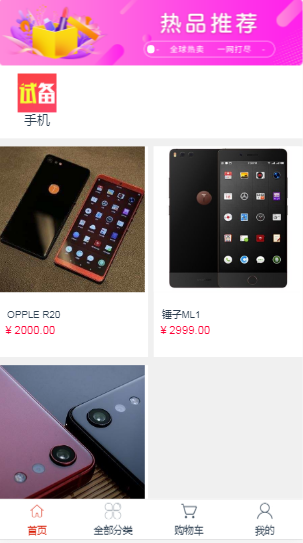 热品推荐
全球热卖 一网打尽
试备
手机
OPPLE R20
¥ 2000.00
锤子ML1
¥ 2999.00
首页
全部分类
购物车
我的